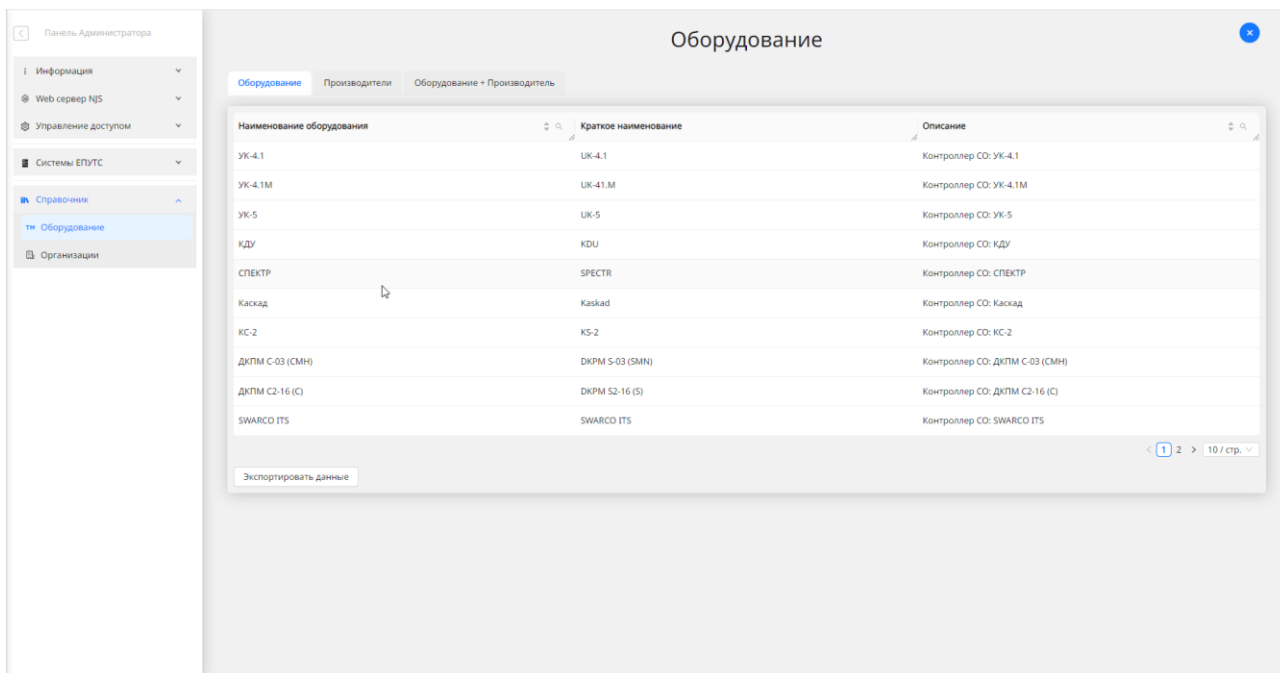 Панель Администратора
Оборудование
Информация
Web сервер NJS
Управление доступом
Системы ЕПУТС
Справочник
ТМ Оборудование
Организации
Оборудование Производители Оборудование + Производитель
Наименование оборудования Краткое наименование Описание
УК-4.1 UK-4.1 Контроллер СО: УК-4.1
УК-4.1М UK-41.M Контроллер СО: УК-4.1М
УК-5 UK-5 Контроллер СО: УК-5
КДУ KDU Контроллер СО: КДУ
СПЕКТР SPECTR Контроллер СО: СПЕКТР
Каскад Kaskad Контроллер СО: Каскад
КС-2 KS-2 Контроллер СО: КС-2
ДКПМ С-03 (СМН) DKPM S-03 (SMN) Контроллер СО: ДКПМ С-03 (СМН)
ДКПМ С2-16 (С) DKPM S2-16 (S) Контроллер СО: ДКПМ С2-16 (С)
SWARCO ITS SWARCO ITS Контроллер СО: SWARCO ITS
1 2 10 / стр.
Экспортировать данные